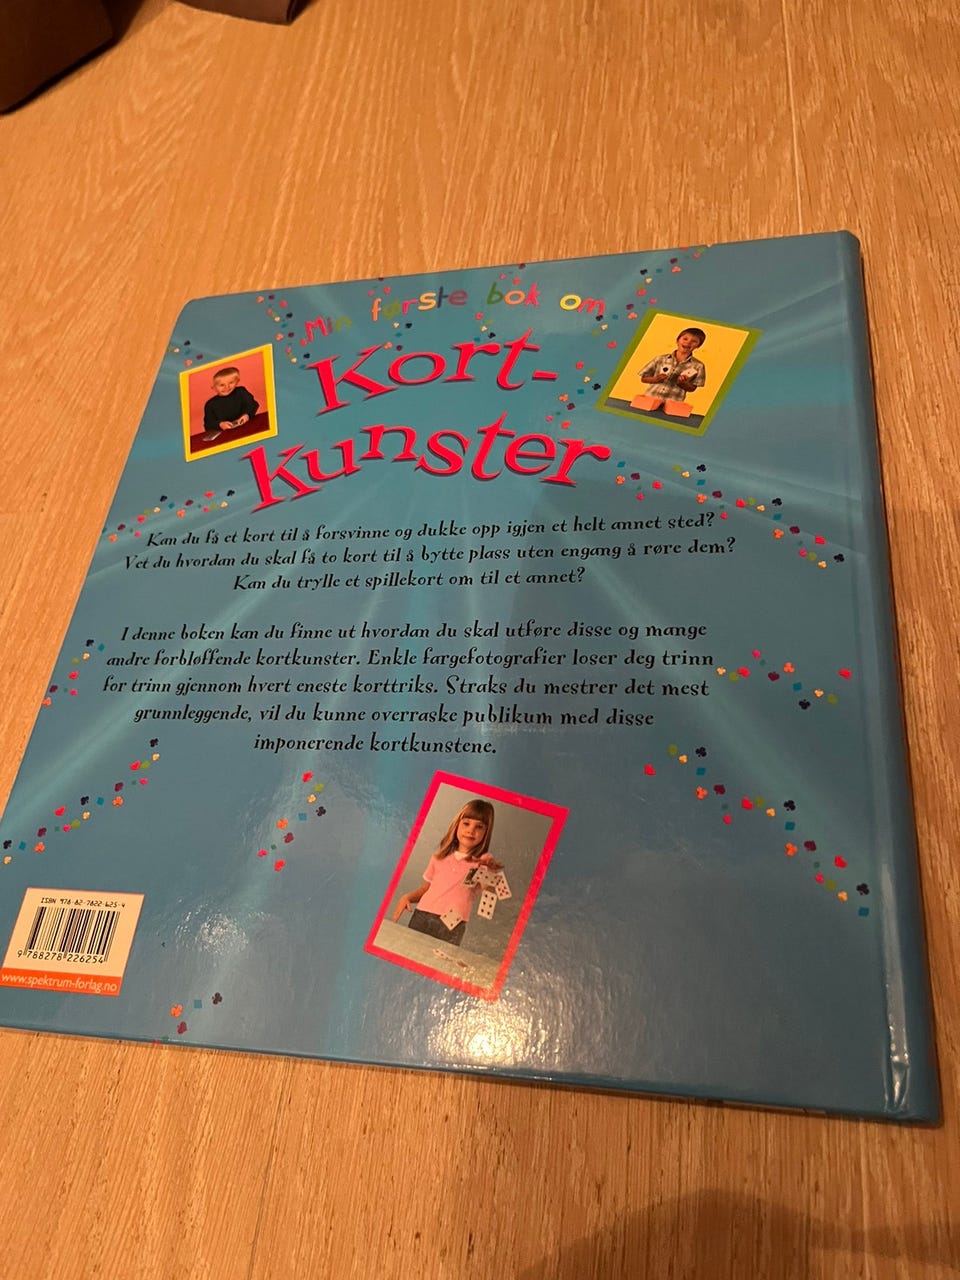 Min første bok om
Kort-
kunster
Kan du få et kort til å forsvinne og dukke opp igjen et helt annet sted?
Vet du hvordan du skal få to kort til å bytte plass uten engang å røre dem?
Kan du trylle et spillekort om til et annet?
I denne boken kan du finne ut hvordan du skal utføre disse og mange
andre forbløffende kortkunster. Enkle fargefotografier loser deg trinn
for trinn gjennom hvert eneste korttriks. Straks du mestrer det mest
grunnleggende, vil du kunne overraske publikum med disse
imponerende kortkunstene.
ISBN 978-82-7822-625-4
9 788278 226254
www.spektrum-forlag.no